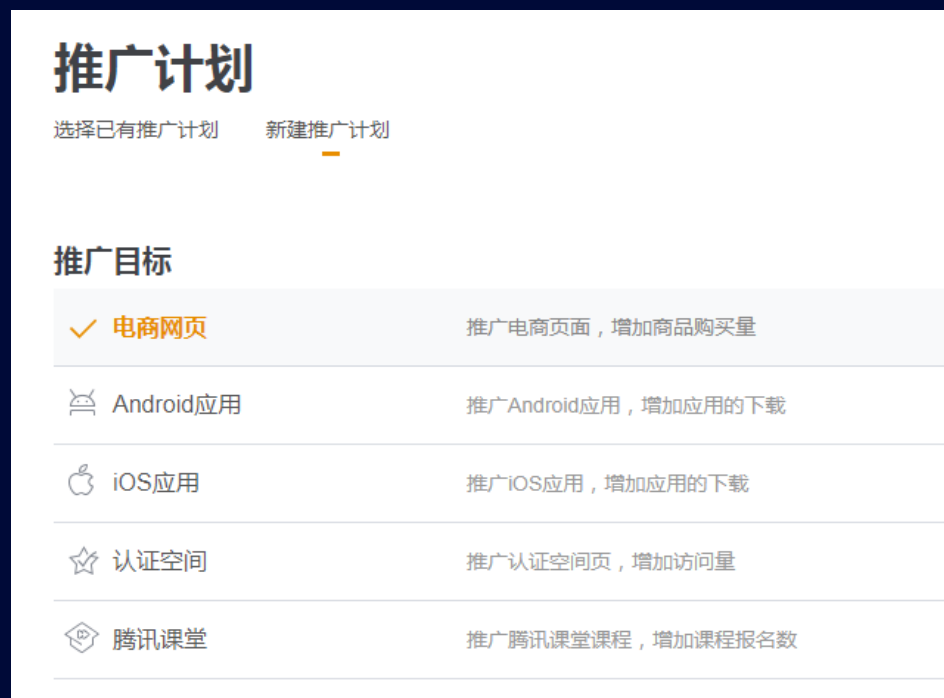 推广计划
选择已有推广计划 新建推广计划
推广目标
电商网页 推广电商页面，增加商品购买量
Android应用 推广Android应用，增加应用的下载
iOS应用 推广iOS应用，增加应用的下载
认证空间 推广认证空间页，增加访问量
腾讯课堂 推广腾讯课堂课程，增加课程报名数